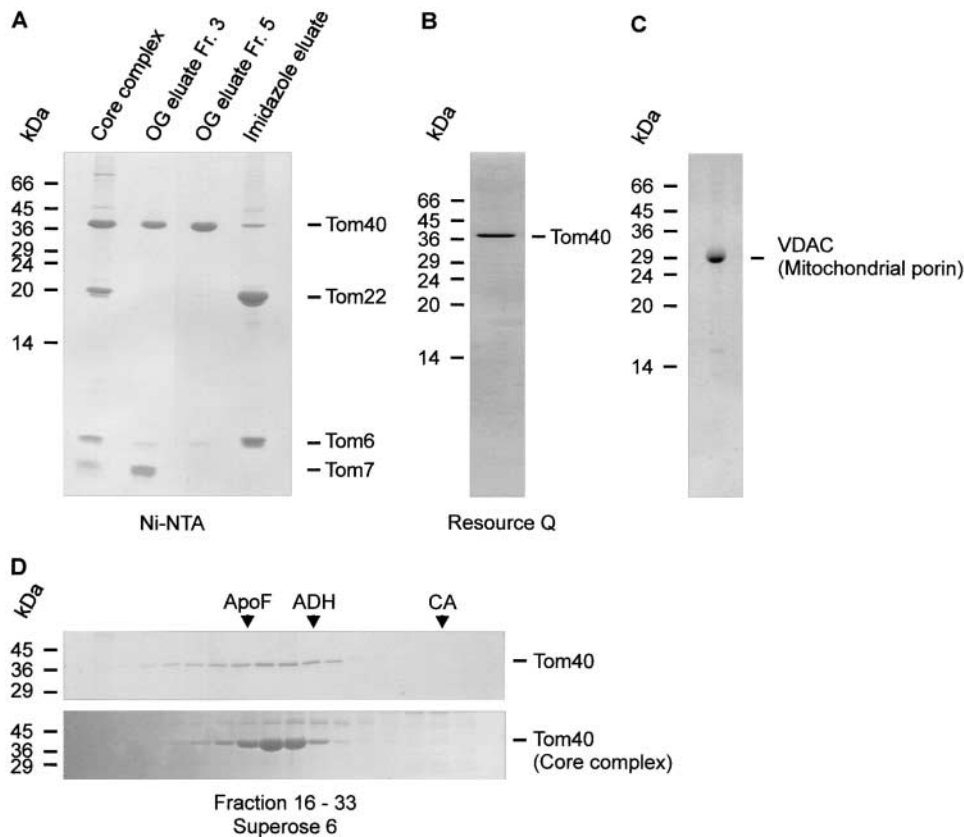 A
kDa
Core complex
OG eluate Fr. 3
OG eluate Fr. 5
Imidazole eluate
66
45
36
29
24
20
14
Tom40
Tom22
Tom6
Tom7
Ni-NTA
B
kDa
66
45
36
29
24
20
14
Tom40
Resource Q
C
kDa
66
45
36
29
24
20
14
VDAC
(Mitochondrial porin)
D
kDa
ApoF
ADH
CA
45
36
29
Tom40
45
36
29
Tom40
(Core complex)
Fraction 16 - 33
Superose 6